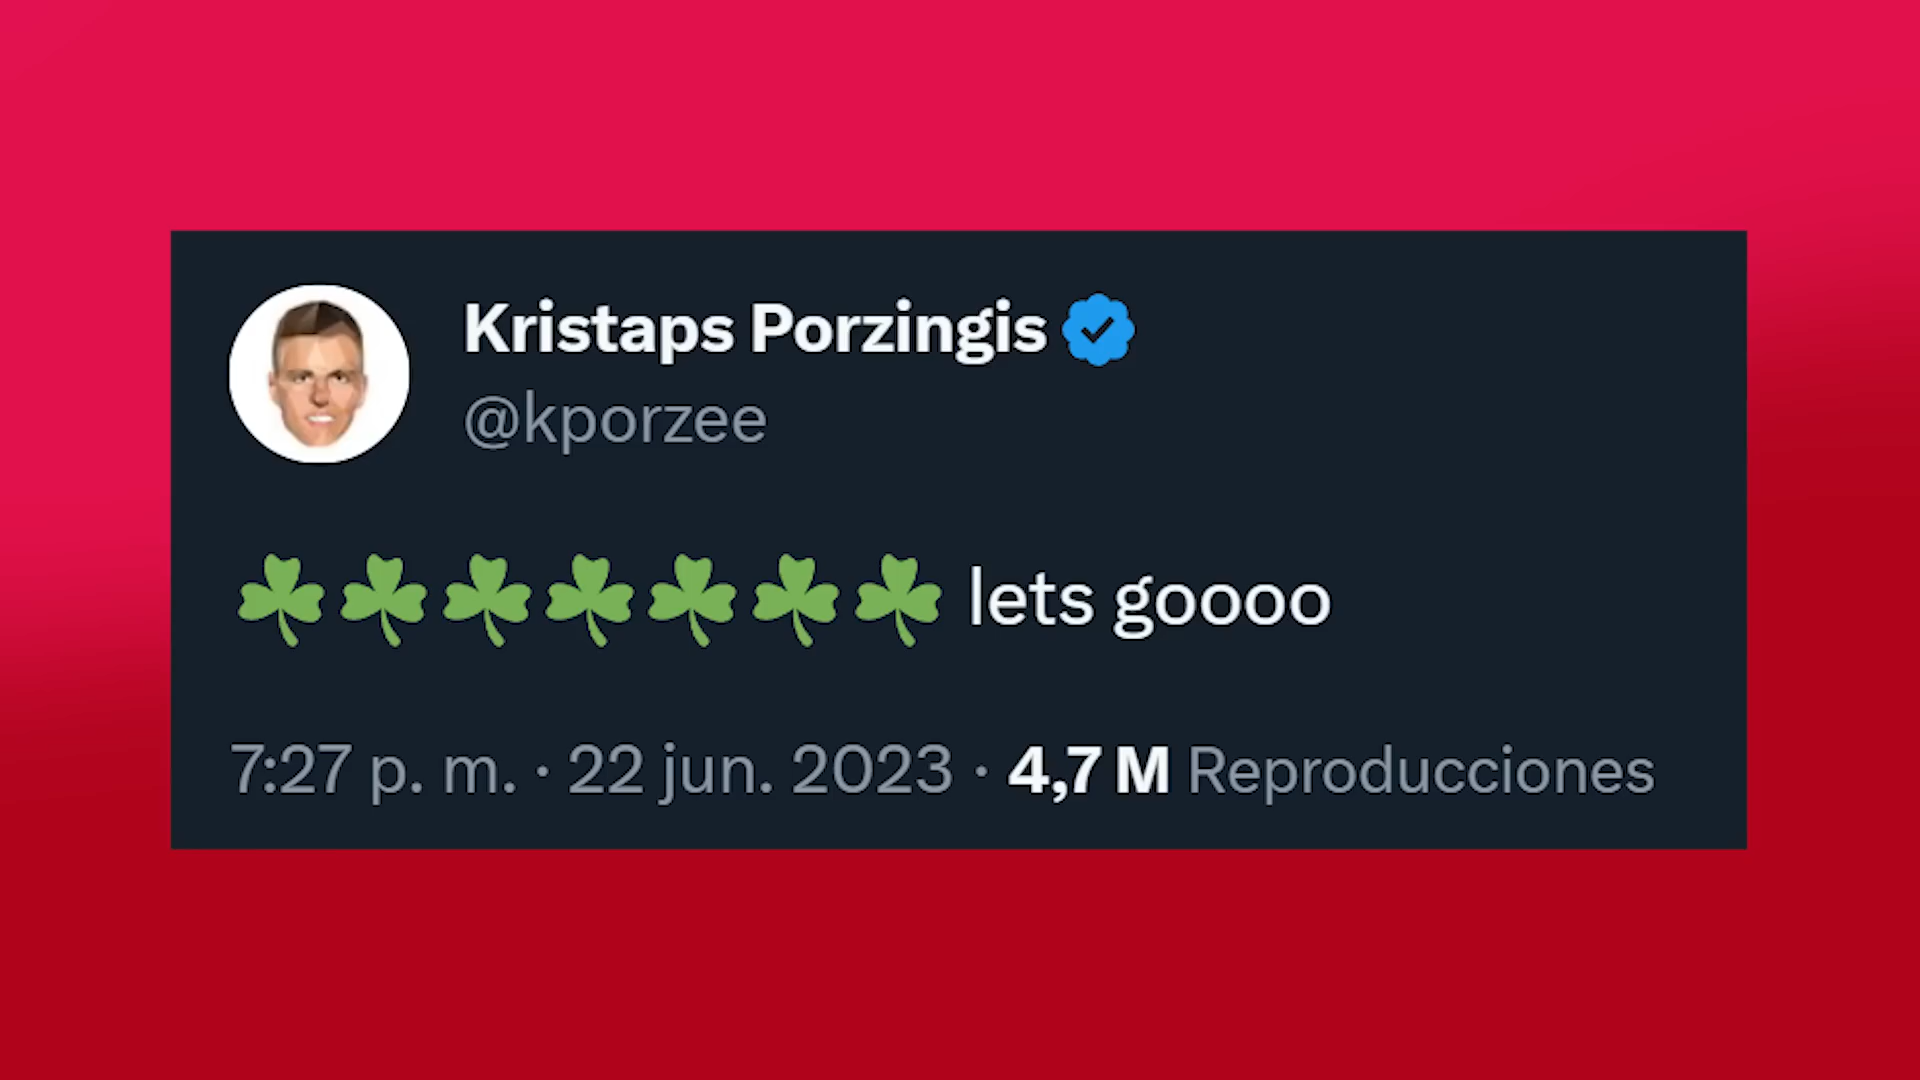 Kristaps Porzingis
@kporzee
☘️☘️☘️☘️☘️☘️☘️ lets goooo
7:27 p. m. · 22 jun. 2023 · 4,7 M Reproducciones